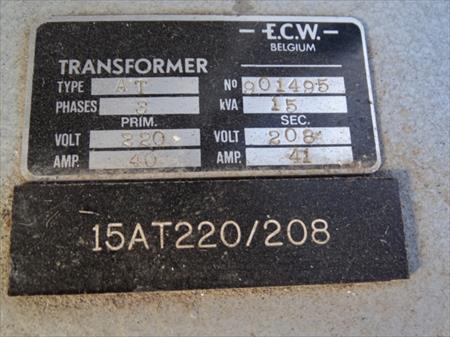 — E.C.W. —
BELGIUM
TRANSFORMER
TYPE AT Nº 901495
PHASES 3 kVA 15
PRIM. SEC.
VOLT 220 VOLT 208
AMP. 40 AMP. 41
15AT220/208